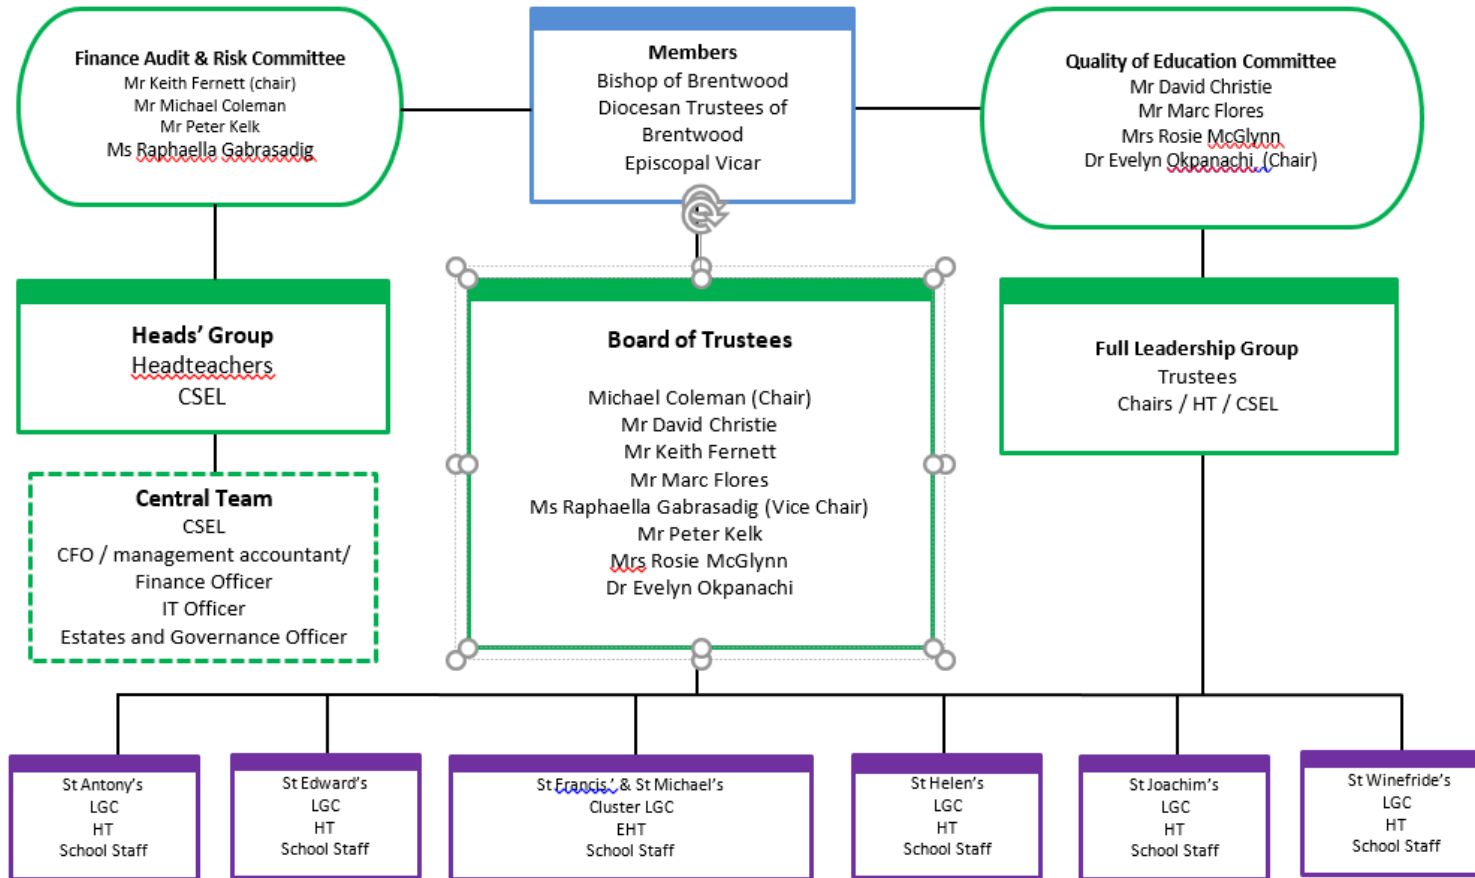 Finance Audit & Risk Committee
Mr Keith Fernett (chair)
Mr Michael Coleman
Mr Peter Kelk
Ms Raphaella Gabrasadig
Members
Bishop of Brentwood
Diocesan Trustees of
Brentwood
Episcopal Vicar
Quality of Education Committee
Mr David Christie
Mr Marc Flores
Mrs Rosie McGlynn
Dr Evelyn Okpanachi (Chair)
Heads’ Group
Headteachers
CSEL
Board of Trustees
Michael Coleman (Chair)
Mr David Christie
Mr Keith Fernett
Mr Marc Flores
Ms Raphaella Gabrasadig (Vice Chair)
Mr Peter Kelk
Mrs Rosie McGlynn
Dr Evelyn Okpanachi
Full Leadership Group
Trustees
Chairs / HT / CSEL
Central Team
CSEL
CFO / management accountant/
Finance Officer
IT Officer
Estates and Governance Officer
St Antony’s
LGC
HT
School Staff
St Edward’s
LGC
HT
School Staff
St Francis’ & St Michael’s
Cluster LGC
EHT
School Staff
St Helen’s
LGC
HT
School Staff
St Joachim’s
LGC
HT
School Staff
St Winefride’s
LGC
HT
School Staff